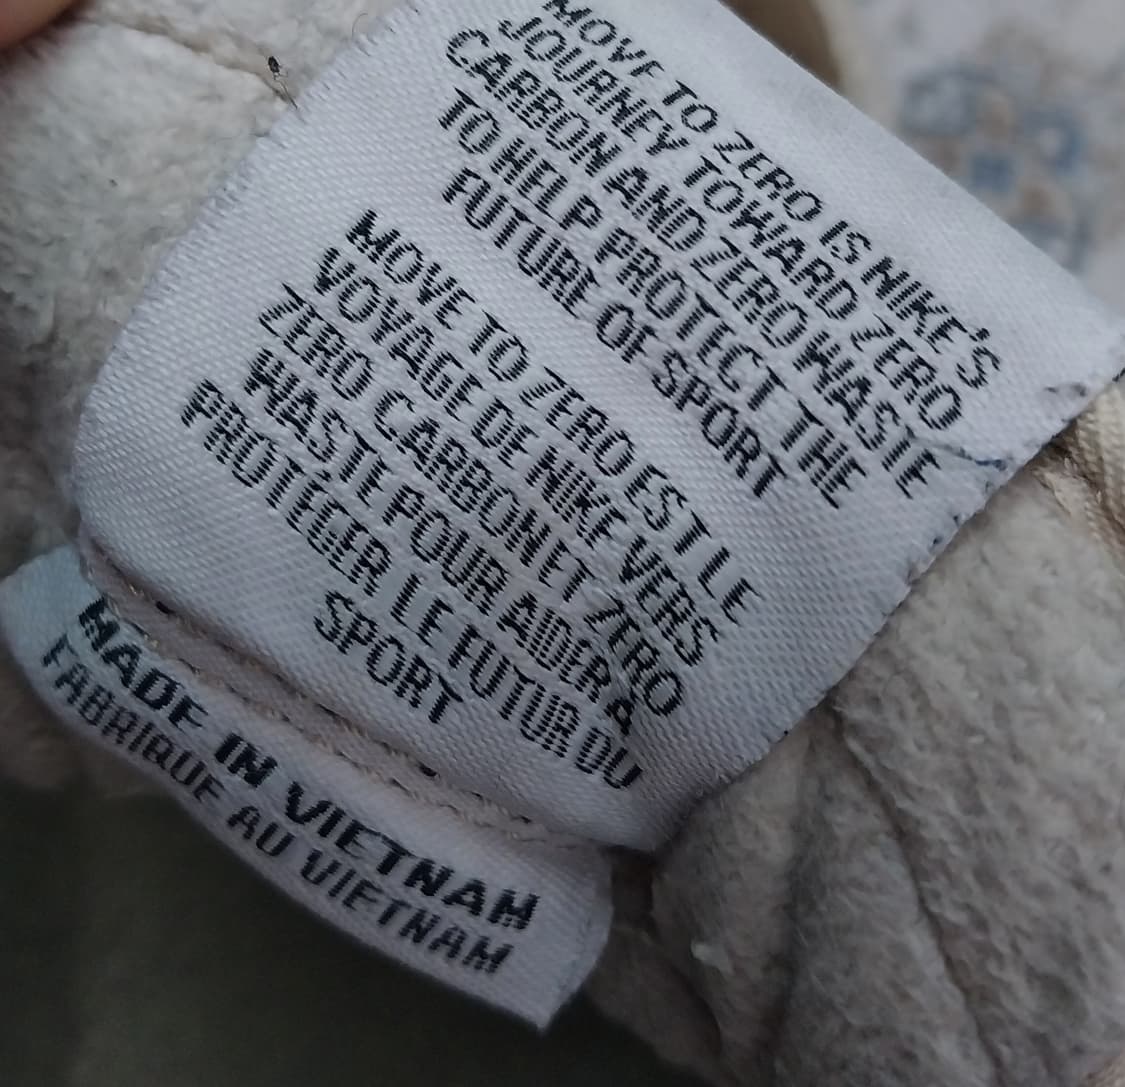 MOVE TO ZERO IS NIKE'S
JOURNEY TOWARD ZERO
CARBON AND ZERO WASTE
TO HELP PROTECT THE
FUTURE OF SPORT
MOVE TO ZERO EST LE
VOYAGE DE NIKE VERS
ZERO CARBON ET ZERO
WASTE POUR AIDER A
PROTEGER LE FUTUR DU
SPORT
MADE IN VIETNAM
FABRIQUE AU VIETNAM